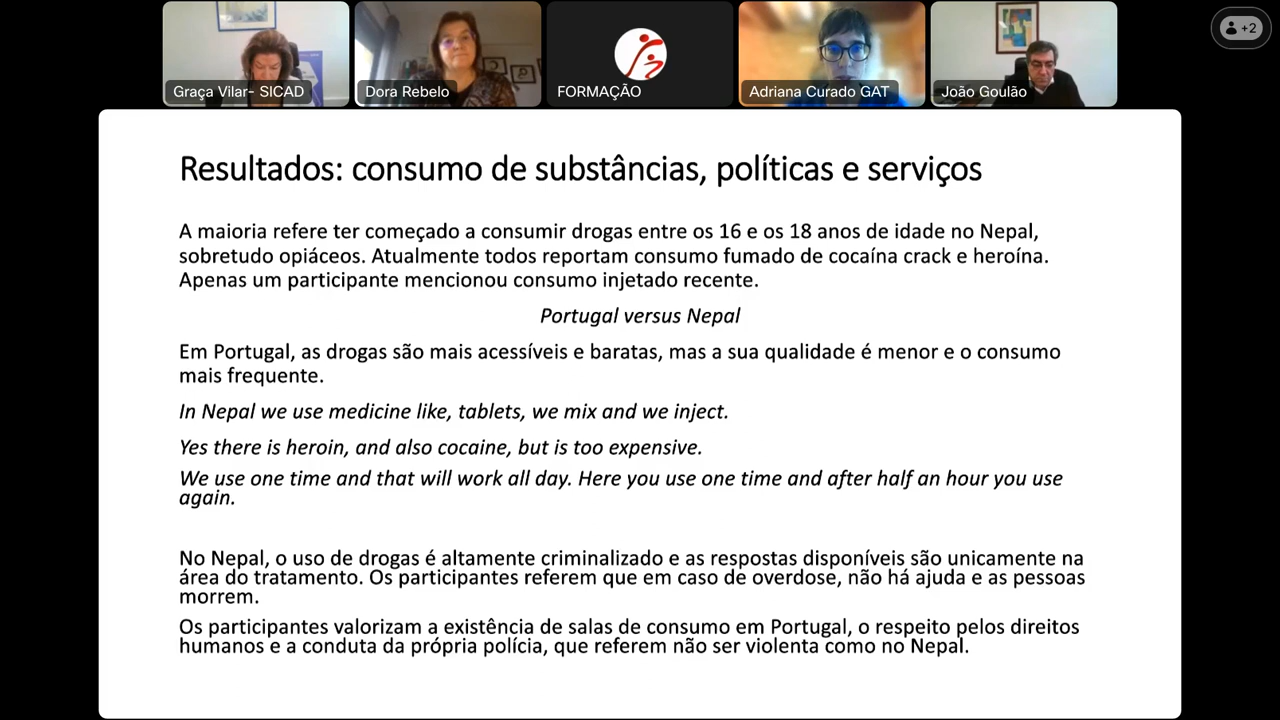 Graça Vilar- SICAD
Dora Rebelo
FORMAÇÃO
Adriana Curado GAT
João Goulão
+2
Resultados: consumo de substâncias, políticas e serviços
A maioria refere ter começado a consumir drogas entre os 16 e os 18 anos de idade no Nepal,
sobretudo opiáceos. Atualmente todos reportam consumo fumado de cocaína crack e heroína.
Apenas um participante mencionou consumo injetado recente.
Portugal versus Nepal
Em Portugal, as drogas são mais acessíveis e baratas, mas a sua qualidade é menor e o consumo
mais frequente.
In Nepal we use medicine like, tablets, we mix and we inject.
Yes there is heroin, and also cocaine, but is too expensive.
We use one time and that will work all day. Here you use one time and after half an hour you use
again.
No Nepal, o uso de drogas é altamente criminalizado e as respostas disponíveis são unicamente na
área do tratamento. Os participantes referem que em caso de overdose, não há ajuda e as pessoas
morrem.
Os participantes valorizam a existência de salas de consumo em Portugal, o respeito pelos direitos
humanos e a conduta da própria polícia, que referem não ser violenta como no Nepal.